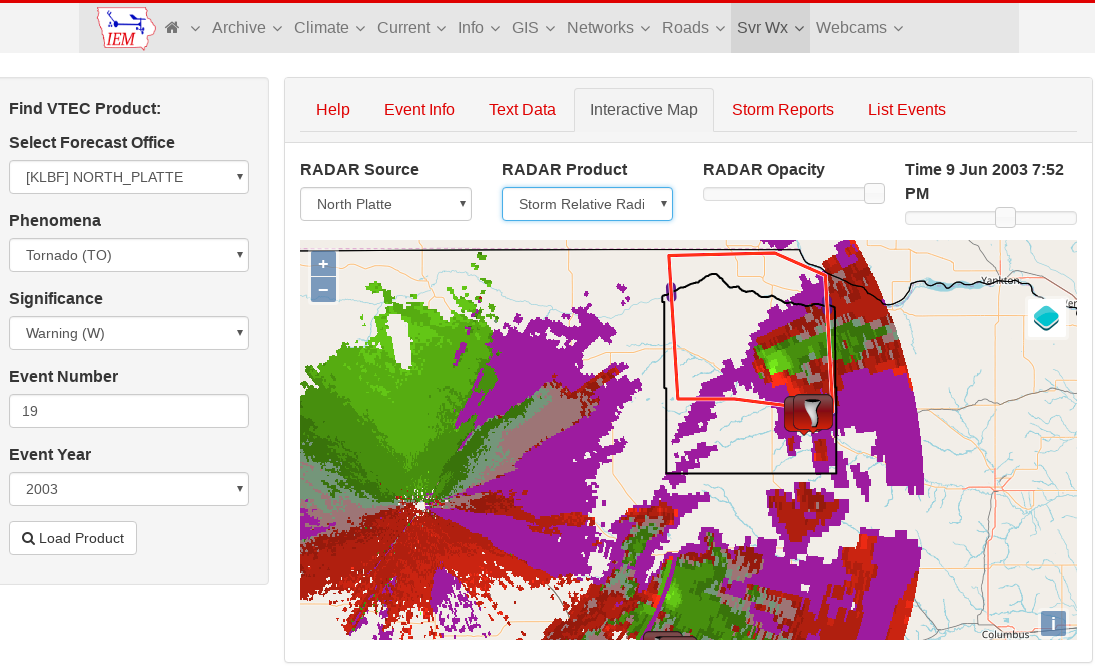 IEM
Archive Climate Current Info GIS Networks Roads Svr Wx Webcams
Find VTEC Product:
Select Forecast Office
[KLBF] NORTH_PLATTE
Phenomena
Tornado (TO)
Significance
Warning (W)
Event Number
19
Event Year
2003
Load Product
Help Event Info Text Data Interactive Map Storm Reports List Events
RADAR Source
North Platte
RADAR Product
Storm Relative Radi
RADAR Opacity
Time 9 Jun 2003 7:52
PM
+
−
Yankton
Columbus
i